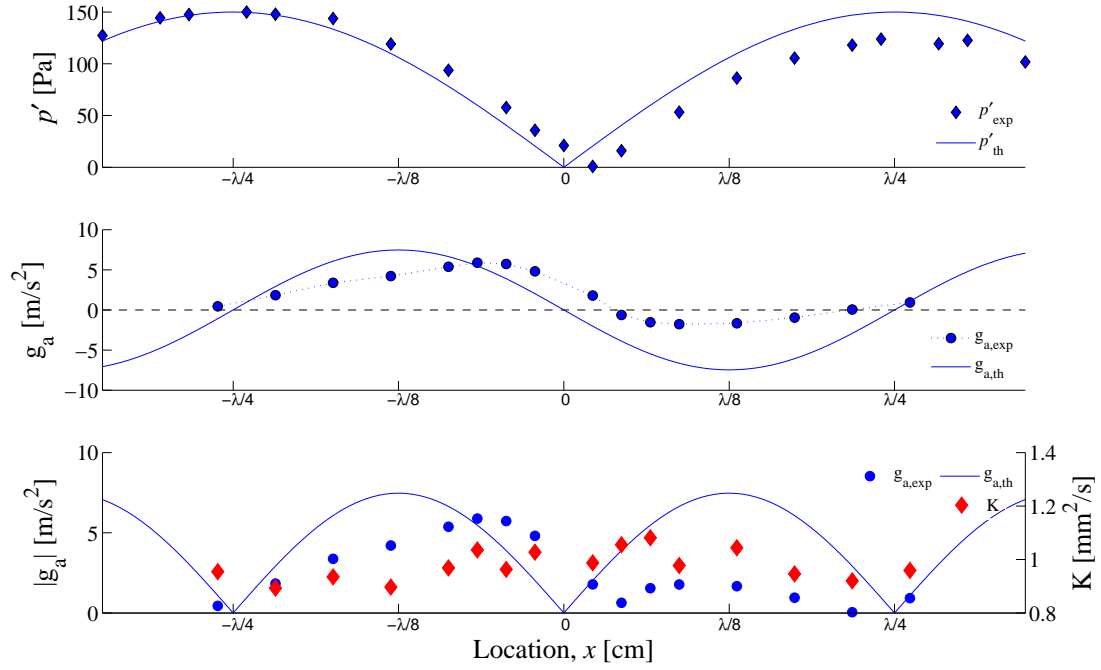 150
100
50
0
p′ [Pa]
p′exp
p′th
−λ/4
−λ/8
0
λ/8
λ/4
10
5
0
−5
−10
ga [m/s2]
ga,exp
ga,th
−λ/4
−λ/8
0
λ/8
λ/4
10
5
0
|ga| [m/s2]
ga,exp
ga,th
K
1.4
1.2
1
0.8
K [mm2/s]
−λ/4
−λ/8
0
λ/8
λ/4
Location, x [cm]